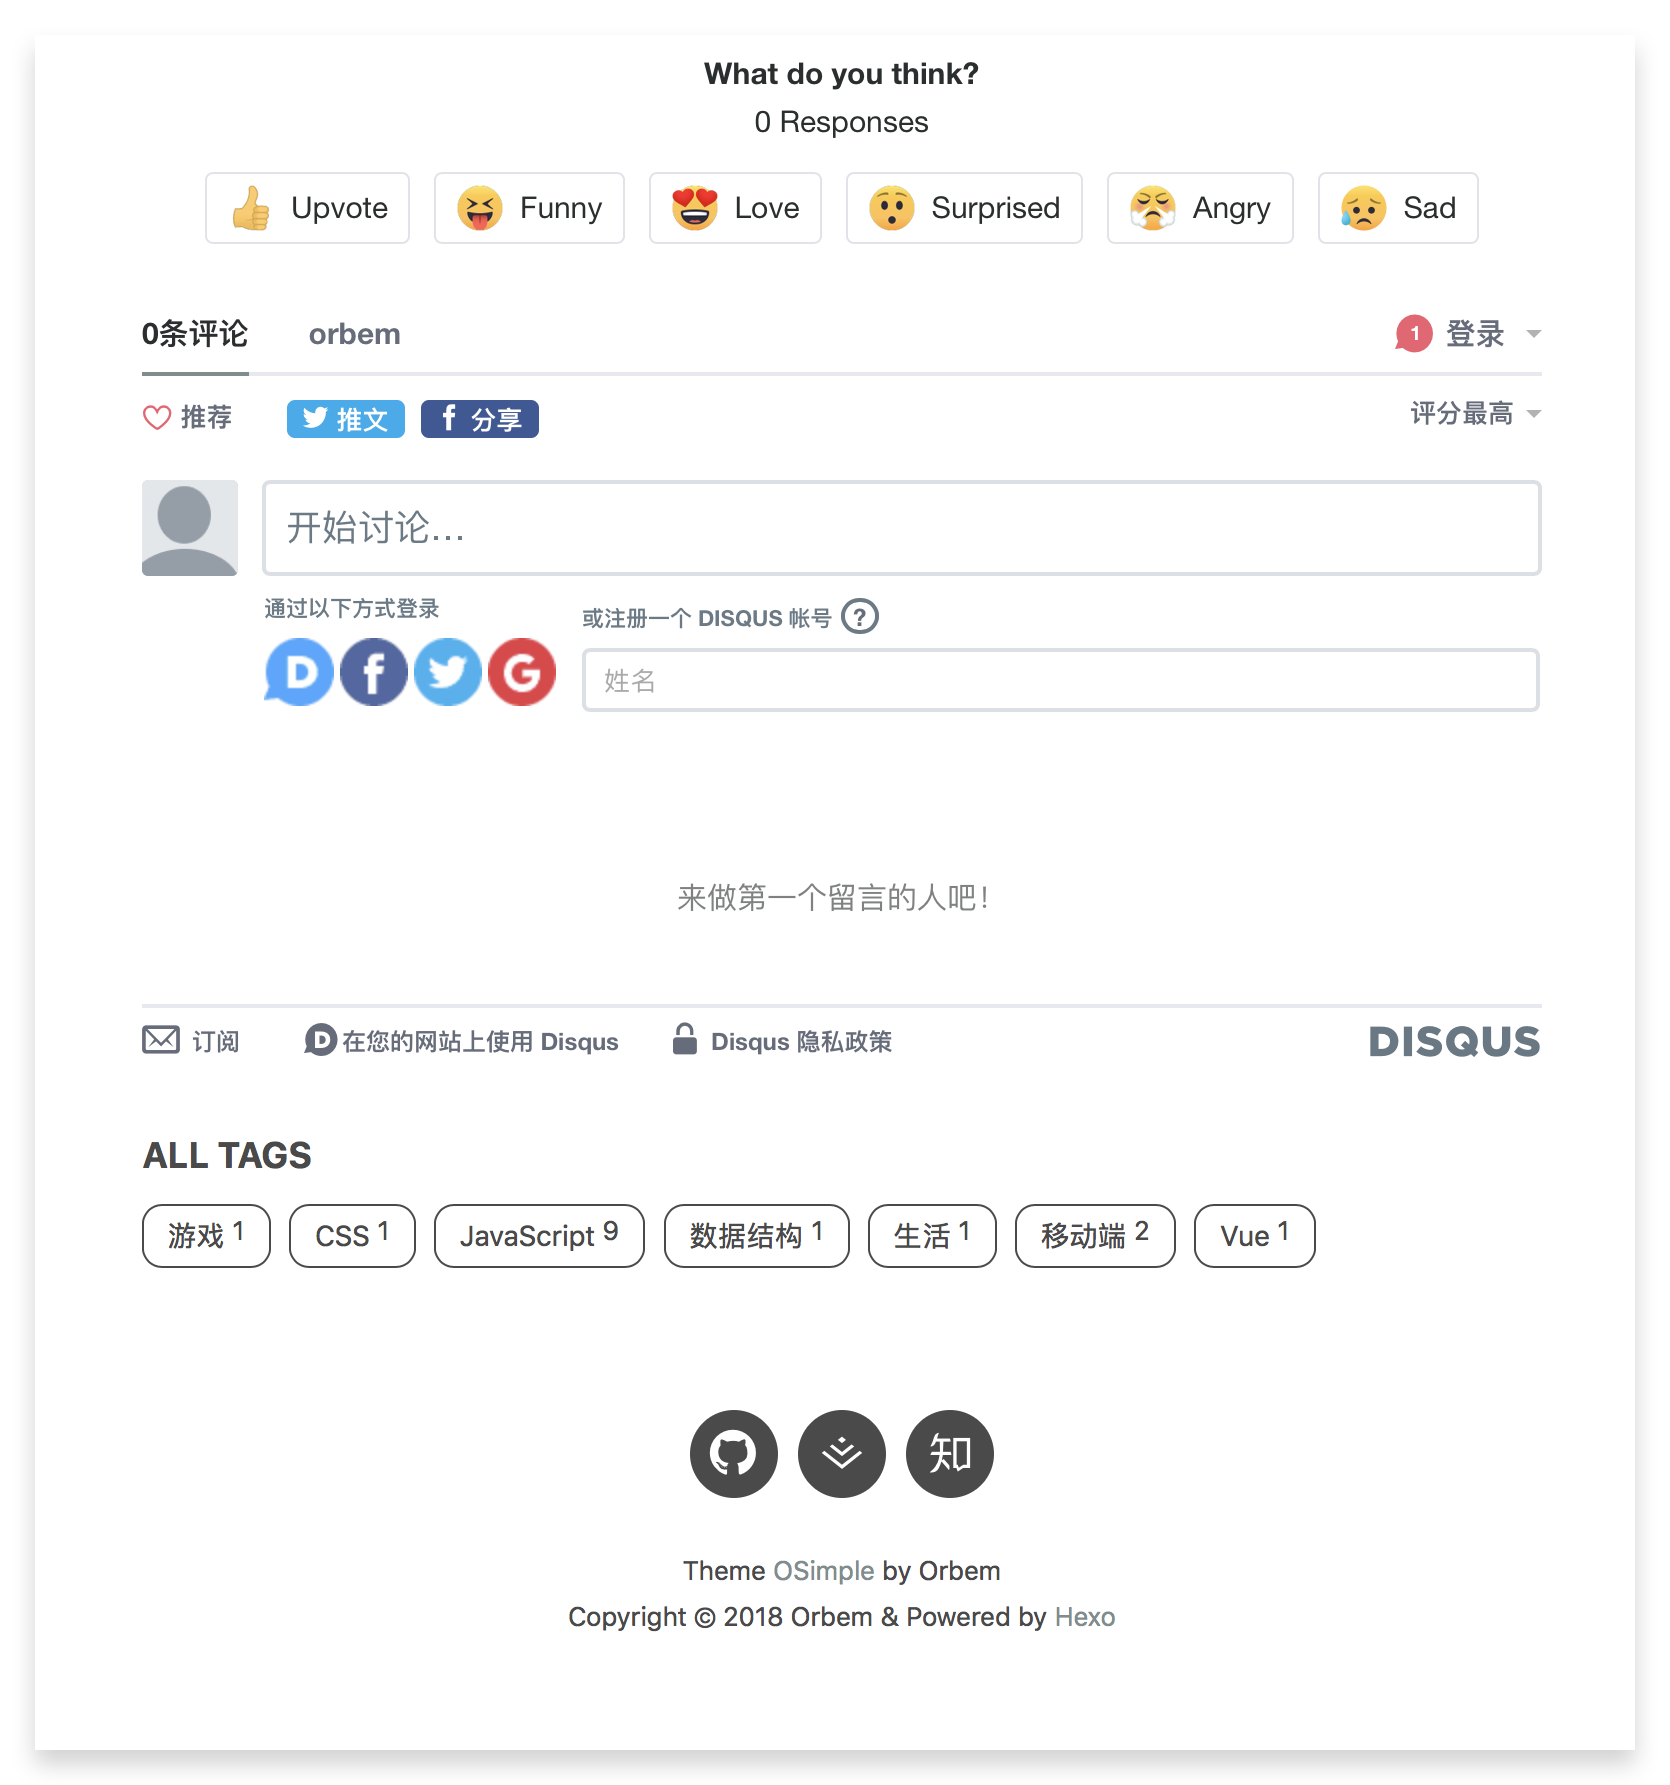 What do you think?
0 Responses
Upvote Funny Love Surprised Angry Sad
0条评论 orbem 1 登录
推荐 推文 分享 评分最高
开始讨论...
通过以下方式登录
或注册一个 DISQUS 帐号 ?
姓名
来做第一个留言的人吧！
订阅 在您的网站上使用 Disqus Disqus 隐私政策 DISQUS
ALL TAGS
游戏 1 CSS 1 JavaScript 9 数据结构 1 生活 1 移动端 2 Vue 1
知
Theme OSimple by Orbem
Copyright © 2018 Orbem & Powered by Hexo